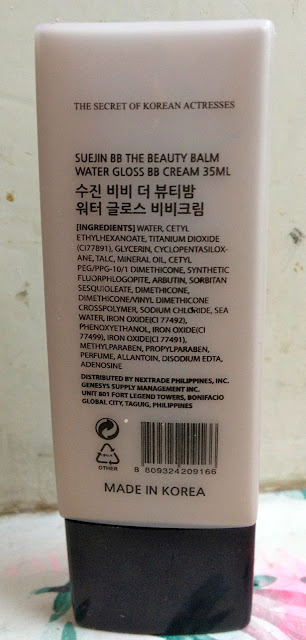 THE SECRET OF KOREAN ACTRESSES
SUEJIN BB THE BEAUTY BALM
WATER GLOSS BB CREAM 35ML
수진 비비 더 뷰티밤
워터 글로스 비비크림
[INGREDIENTS] WATER, CETYL
ETHYLHEXANOATE, TITANIUM DIOXIDE
(CI77891), GLYCERIN, CYCLOPENTASILOX-
ANE, TALC, MINERAL OIL, CETYL
PEG/PPG-10/1 DIMETHICONE, SYNTHETIC
FLUORPHLOGOPITE, ARBUTIN, SORBITAN
SESQUIOLEATE, DIMETHICONE,
DIMETHICONE/VINYL DIMETHICONE
CROSSPOLYMER, SODIUM CHLORIDE, SEA
WATER, IRON OXIDE(CI 77492),
PHENOXYETHANOL, IRON OXIDE(CI
77499), IRON OXIDE(CI 77491),
METHYLPARABEN, PROPYLPARABEN,
PERFUME, ALLANTOIN, DISODIUM EDTA,
ADENOSINE
DISTRIBUTED BY NEXTRADE PHILIPPINES, INC.
GENESYS SUPPLY MANAGEMENT INC.
UNIT 801 FORT LEGEND TOWERS, BONIFACIO
GLOBAL CITY, TAGUIG, PHILIPPINES
OTHER
8 809324 209166
MADE IN KOREA